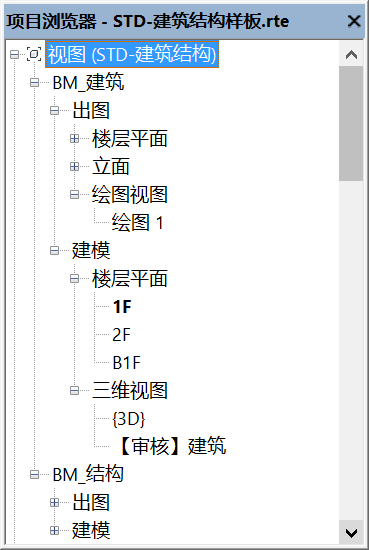 项目浏览器 - STD-建筑结构样板.rte
视图 (STD-建筑结构)
BM_建筑
出图
楼层平面
立面
绘图视图
绘图 1
建模
楼层平面
1F
2F
B1F
三维视图
{3D}
【审核】建筑
BM_结构
出图
建模